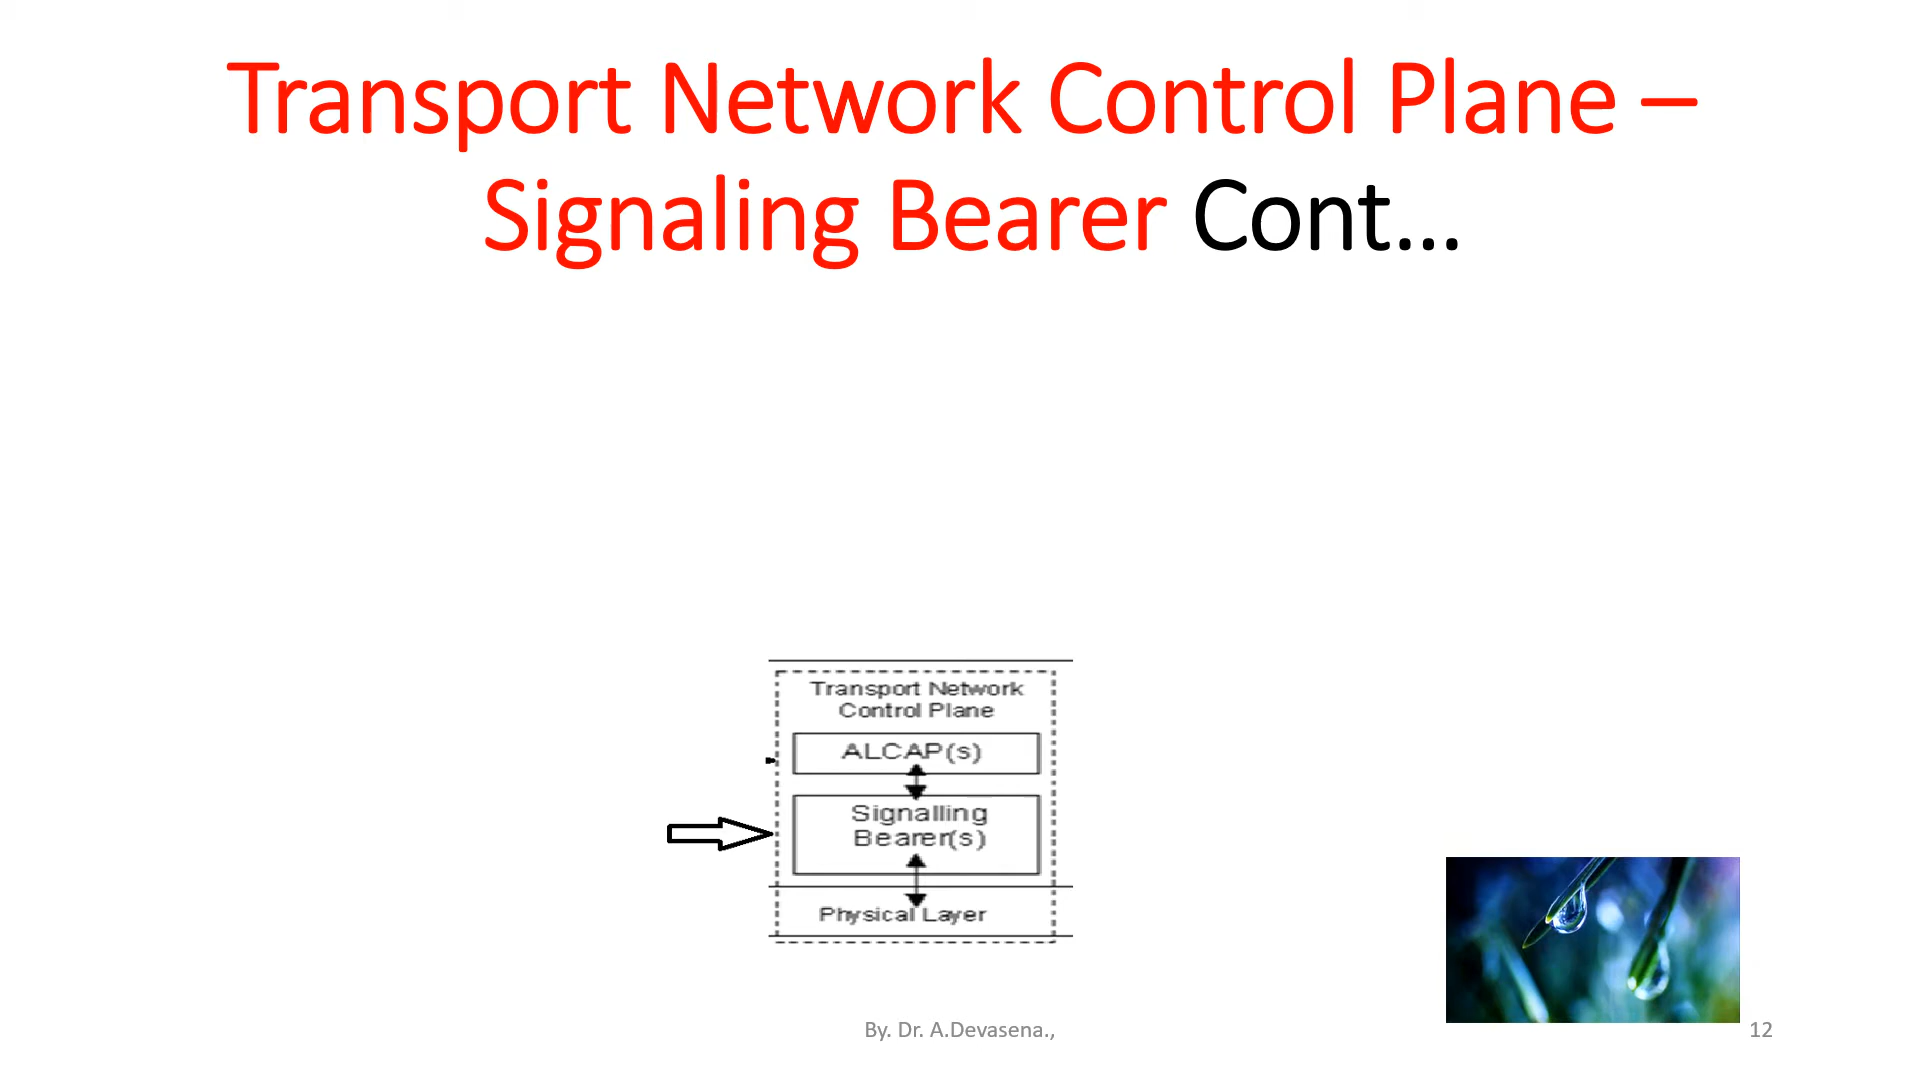 Transport Network Control Plane –
Signaling Bearer Cont...
Transport Network
Control Plane
ALCAP(s)
Signalling
Bearer(s)
Physical Layer
By. Dr. A.Devasena.,
12